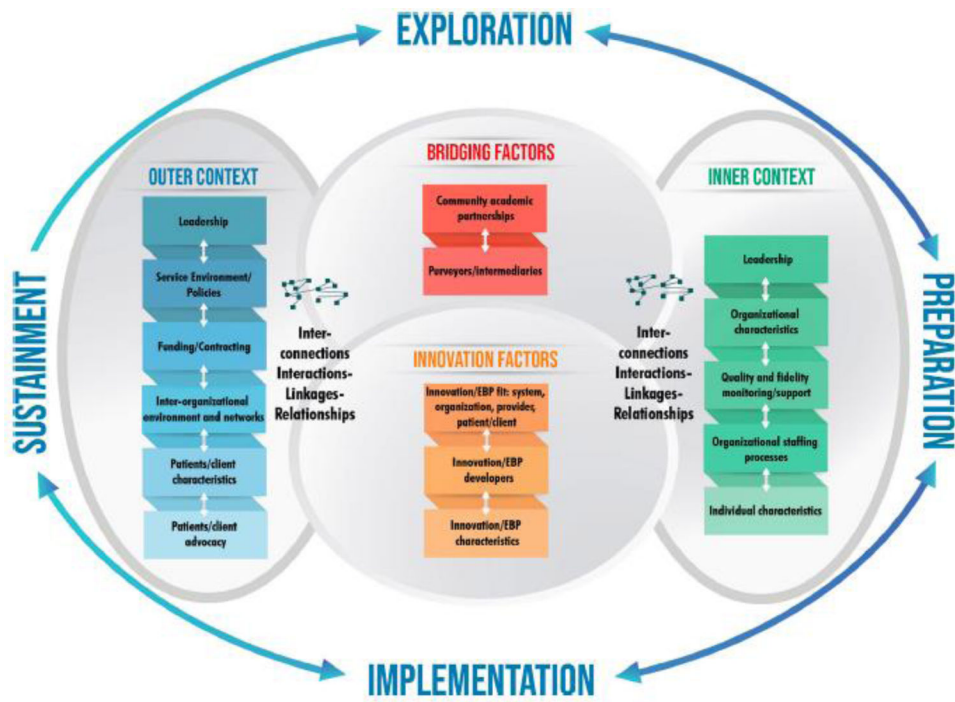 EXPLORATION
OUTER CONTEXT
Leadership
Service Environment/
Policies
Funding/Contracting
Inter-organizational
environment and networks
Patients/client
characteristics
Patients/client
advocacy
Inter-
connections
Interactions-
Linkages-
Relationships
BRIDGING FACTORS
Community academic
partnerships
Purveyors/intermediaries
INNOVATION FACTORS
Innovation/EBP fit: system,
organization, provider,
patient/client
Innovation/EBP
developers
Innovation/EBP
characteristics
Inter-
connections
Interactions-
Linkages-
Relationships
INNER CONTEXT
Leadership
Organizational
characteristics
Quality and fidelity
monitoring/support
Organizational staffing
processes
Individual characteristics
PREPARATION
IMPLEMENTATION
SUSTAINMENT